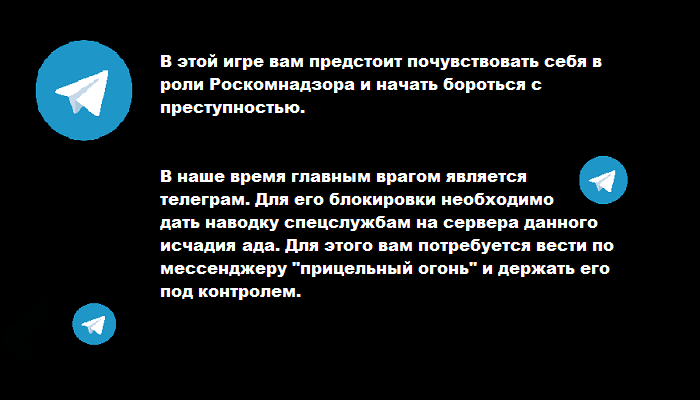 В этой игре вам предстоит почувствовать себя в
роли Роскомнадзора и начать бороться с
преступностью.
В наше время главным врагом является
телеграм. Для его блокировки необходимо
дать наводку спецслужбам на сервера данного
исчадия ада. Для этого вам потребуется вести по
мессенджеру "прицельный огонь" и держать его
под контролем.